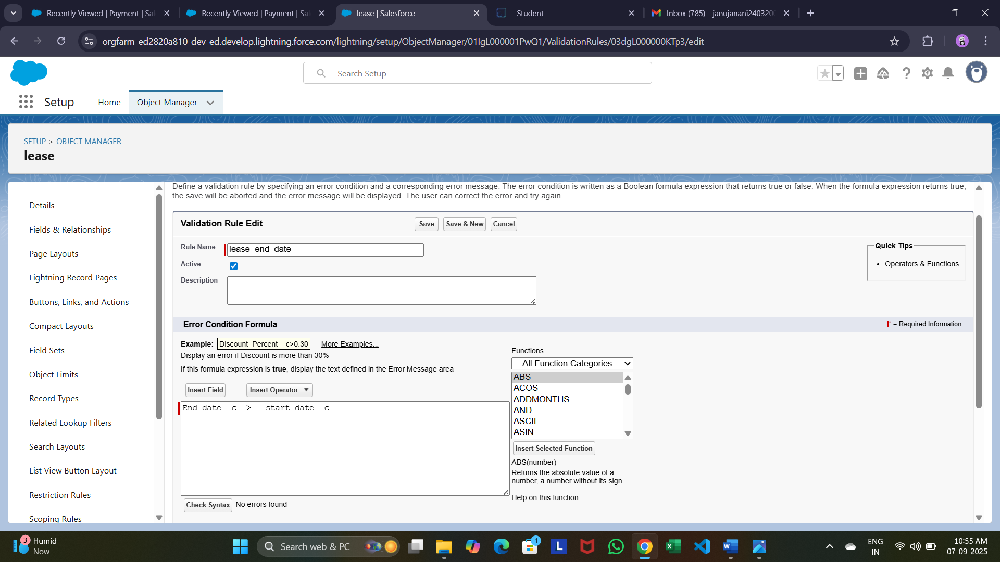 Recently Viewed | Payment | Sal
Recently Viewed | Payment | Sal
lease | Salesforce
- Student
Inbox (785) - janujanani240320
orgfarm-ed2820a810-dev-ed.develop.lightning.force.com/lightning/setup/ObjectManager/01IgL000001PwQ1/ValidationRules/03dgL000000KTp3/edit
Search Setup
Setup
Home
Object Manager
SETUP > OBJECT MANAGER
lease
Details
Fields & Relationships
Page Layouts
Lightning Record Pages
Buttons, Links, and Actions
Compact Layouts
Field Sets
Object Limits
Record Types
Related Lookup Filters
Search Layouts
List View Button Layout
Restriction Rules
Scoping Rules
Define a validation rule by specifying an error condition and a corresponding error message. The error condition is written as a Boolean formula expression that returns true or false. When the formula expression returns true,
the save will be aborted and the error message will be displayed. The user can correct the error and try again.
Validation Rule Edit
Save
Save & New
Cancel
Rule Name
lease_end_date
Active
Description
Quick Tips
• Operators & Functions
Error Condition Formula
* = Required Information
Example: Discount_Percent__c>0.30 More Examples...
Display an error if Discount is more than 30%
If this formula expression is true, display the text defined in the Error Message area
Insert Field
Insert Operator
End_date__c > start_date__c
Check Syntax
No errors found
Functions
-- All Function Categories --
ABS
ACOS
ADDMONTHS
AND
ASCII
ASIN
Insert Selected Function
ABS(number)
Returns the absolute value of a
number, a number without its sign
Help on this function
3
Humid
Now
Search web & PC
1
L
ENG
IN
10:55 AM
07-09-2025